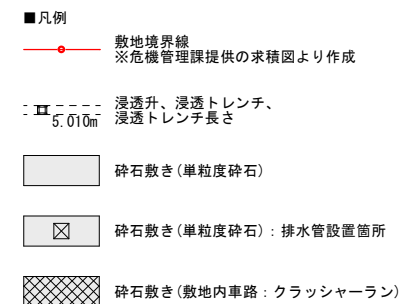 ■凡例
敷地境界線
※危機管理課提供の求積図より作成
浸透升、浸透トレンチ、
5.010m 浸透トレンチ長さ
砕石敷き(単粒度砕石)
砕石敷き(単粒度砕石)：排水管設置箇所
砕石敷き(敷地内車路：クラッシャーラン)